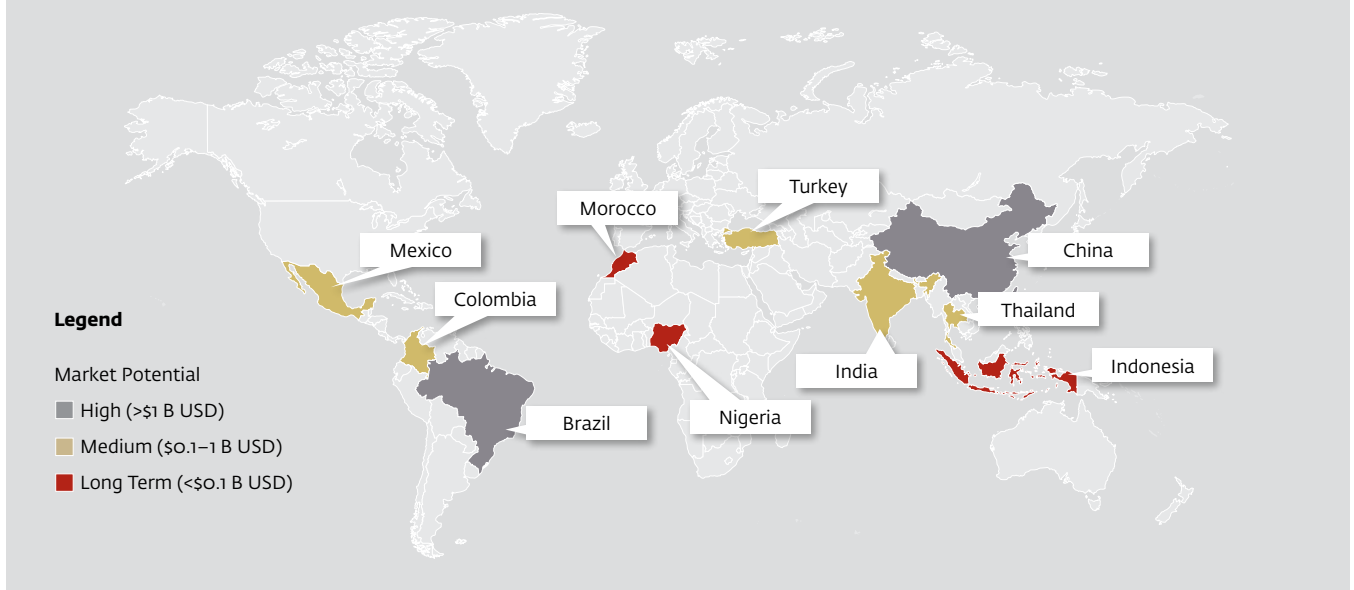 Turkey
Morocco
Mexico
China
Colombia
Thailand
Legend
India
Indonesia
Market Potential
High (>$1 B USD)
Brazil
Nigeria
Medium ($0.1–1 B USD)
Long Term (<$0.1 B USD)